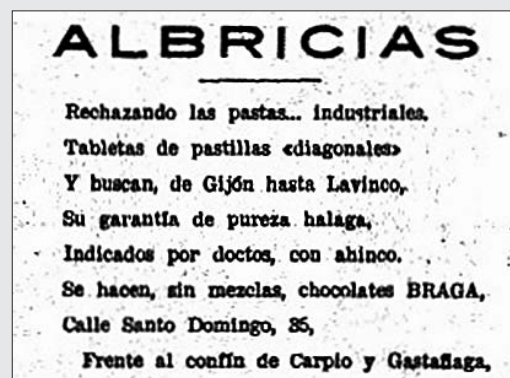 ALBRICIAS
Rechazando las pastas... industriales.
Tabletas de pastillas «diagonales»
Y buscan, de Gijón hasta Lavinco,
Su garantía de pureza halaga,
Indicados por doctos, con ahinco.
Se hacen, sin mezclas, chocolates BRAGA,
Calle Santo Domingo, 35,
Frente al confín de Carpio y Gastañaga,